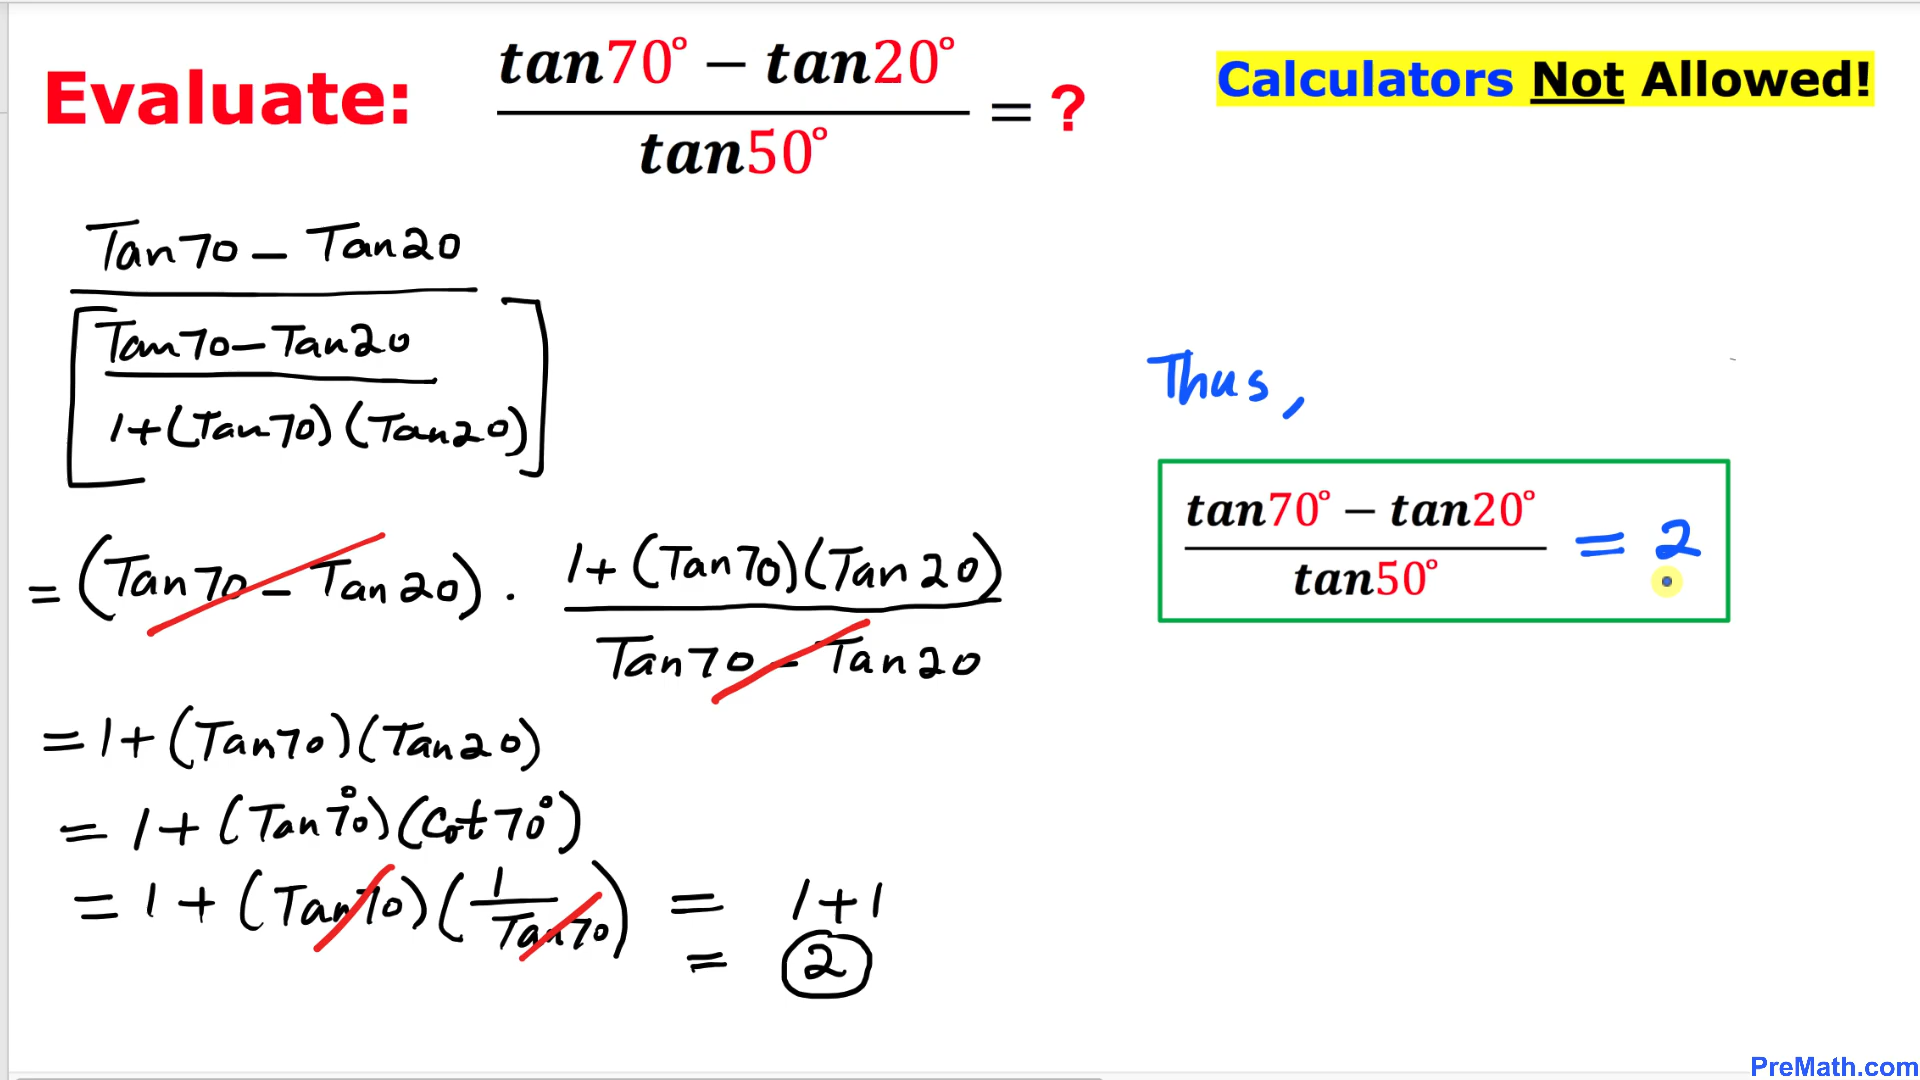 Evaluate: tan70° − tan20° / tan50° = ?
Calculators Not Allowed!
Tan70 − Tan20
Tan70 − Tan20
1+(Tan70)(Tan20)
= (Tan70 − Tan20) · 1+(Tan70)(Tan20)
Tan70 − Tan20
= 1+(Tan70)(Tan20)
= 1+(Tan70°)(Cot70°)
= 1+(Tan70)(1/Tan70) = 1+1
= 2
Thus,
tan70° − tan20° / tan50° = 2
PreMath.com